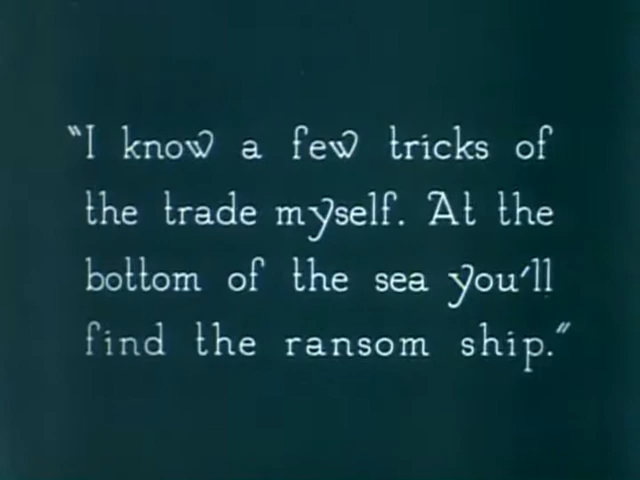 "I know a few tricks of
the trade myself. At the
bottom of the sea you'll
find the ransom ship."